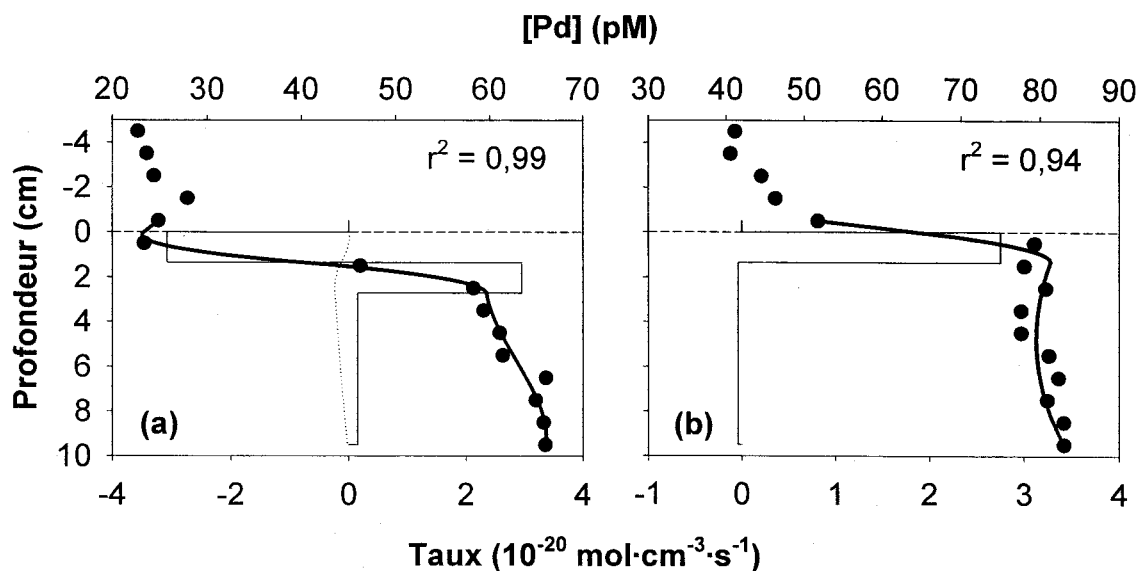 [Pd] (pM)
20 30 40 50 60 70 30 40 50 60 70 80 90
-4
-2
0
2
4
6
8
10
Profondeur (cm)
r² = 0,99
r² = 0,94
(a)
(b)
-4 -2 0 2 4 -1 0 1 2 3 4
Taux (10⁻²⁰ mol·cm⁻³·s⁻¹)